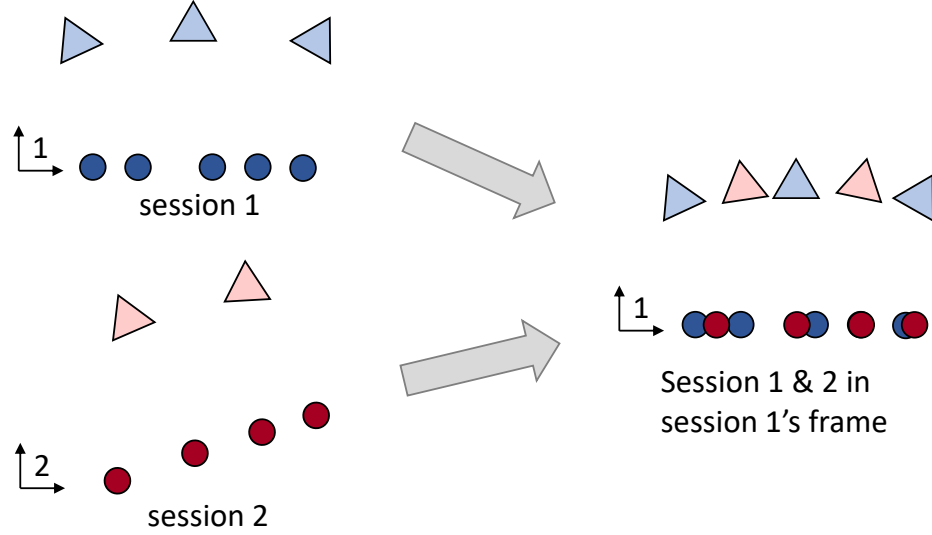 1
session 1
2
session 2
1
Session 1 & 2 in
session 1’s frame